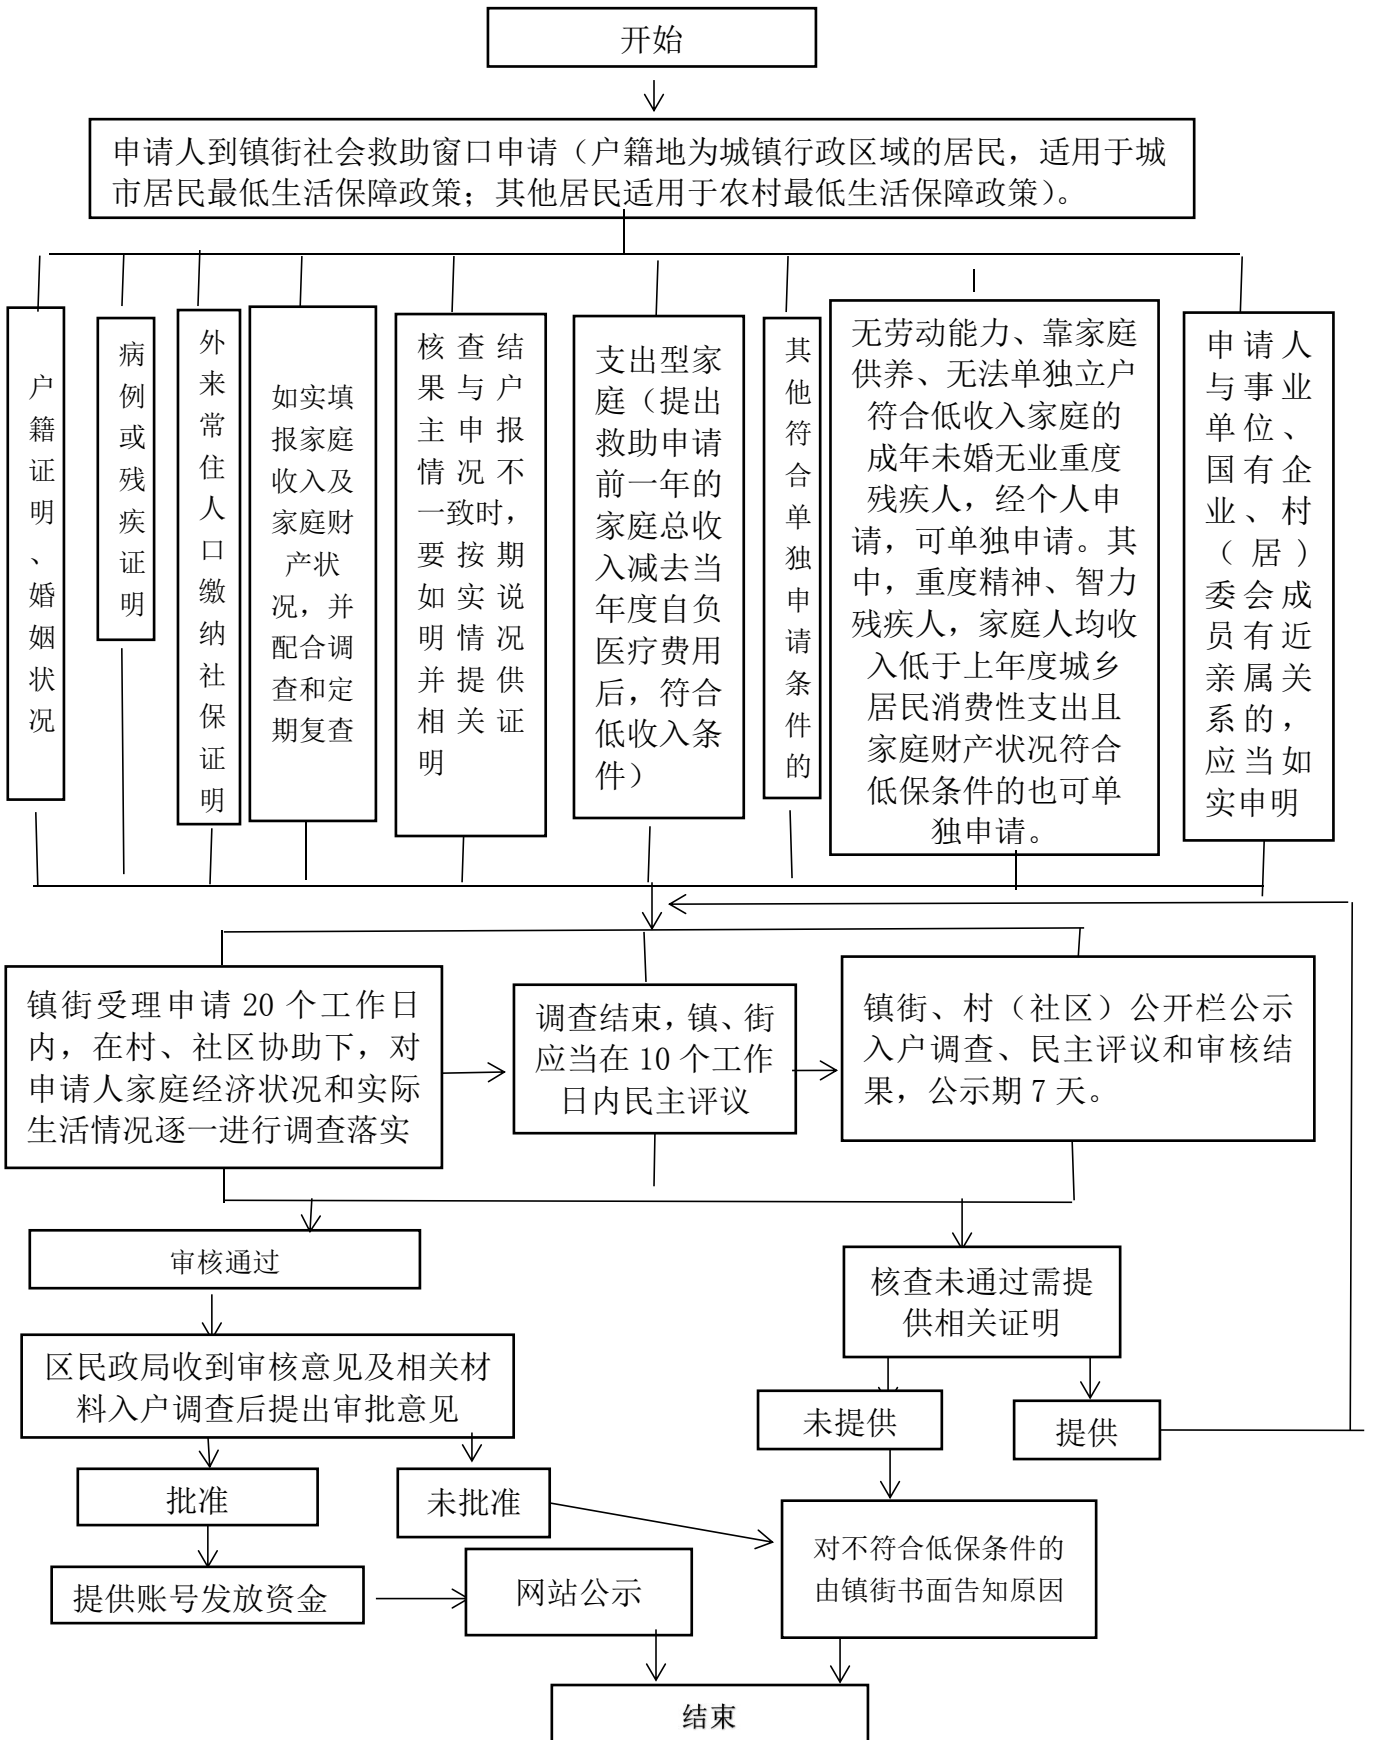 开始
申请人到镇街社会救助窗口申请（户籍地为城镇行政区域的居民，适用于城
市居民最低生活保障政策；其他居民适用于农村最低生活保障政策）。
户籍证明、婚姻状况
病例或残疾证明
外来常住人口缴纳社保证明
如实填
报家庭
收入及
家庭财
产状
况，并
配合调
查和定
期复查
核查结
果与户
主申报
情况不
一致时，
要按期
如实说
明情况
并提供
相关证
明
支出型家
庭（提出
救助申请
前一年的
家庭总收
入减去当
年度自负
医疗费用
后，符合
低收入条
件）
其他符合单独申请条件的
无劳动能力、靠家庭
供养、无法单独立户
符合低收入家庭的
成年未婚无业重度
残疾人，经个人申
请，可单独申请。其
中，重度精神、智力
残疾人，家庭人均收
入低于上年度城乡
居民消费性支出且
家庭财产状况符合
低保条件的也可单
独申请。
申请人
与事业
单位、
国有企
业、村
（居）
委会成
员有近
亲属关
系的，
应当如
实申明
镇街受理申请 20 个工作日
内，在村、社区协助下，对
申请人家庭经济状况和实际
生活情况逐一进行调查落实
调查结束，镇、街
应当在 10 个工作
日内民主评议
镇街、村（社区）公开栏公示
入户调查、民主评议和审核结
果，公示期 7 天。
审核通过
核查未通过需提
供相关证明
区民政局收到审核意见及相关材
料入户调查后提出审批意见
未提供
提供
批准
未批准
对不符合低保条件的
由镇街书面告知原因
提供账号发放资金
网站公示
结束